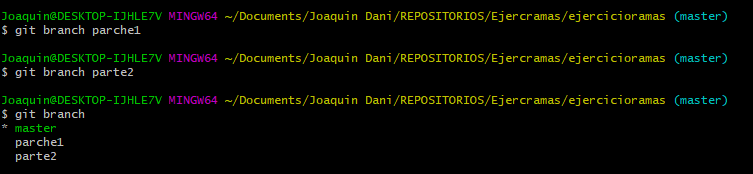 Joaquin@DESKTOP-IJHLE7V MINGW64 ~/Documents/Joaquin Dani/REPOSITORIOS/Ejercramas/ejercicioramas (master)
$ git branch parche1
Joaquin@DESKTOP-IJHLE7V MINGW64 ~/Documents/Joaquin Dani/REPOSITORIOS/Ejercramas/ejercicioramas (master)
$ git branch parte2
Joaquin@DESKTOP-IJHLE7V MINGW64 ~/Documents/Joaquin Dani/REPOSITORIOS/Ejercramas/ejercicioramas (master)
$ git branch
* master
parche1
parte2